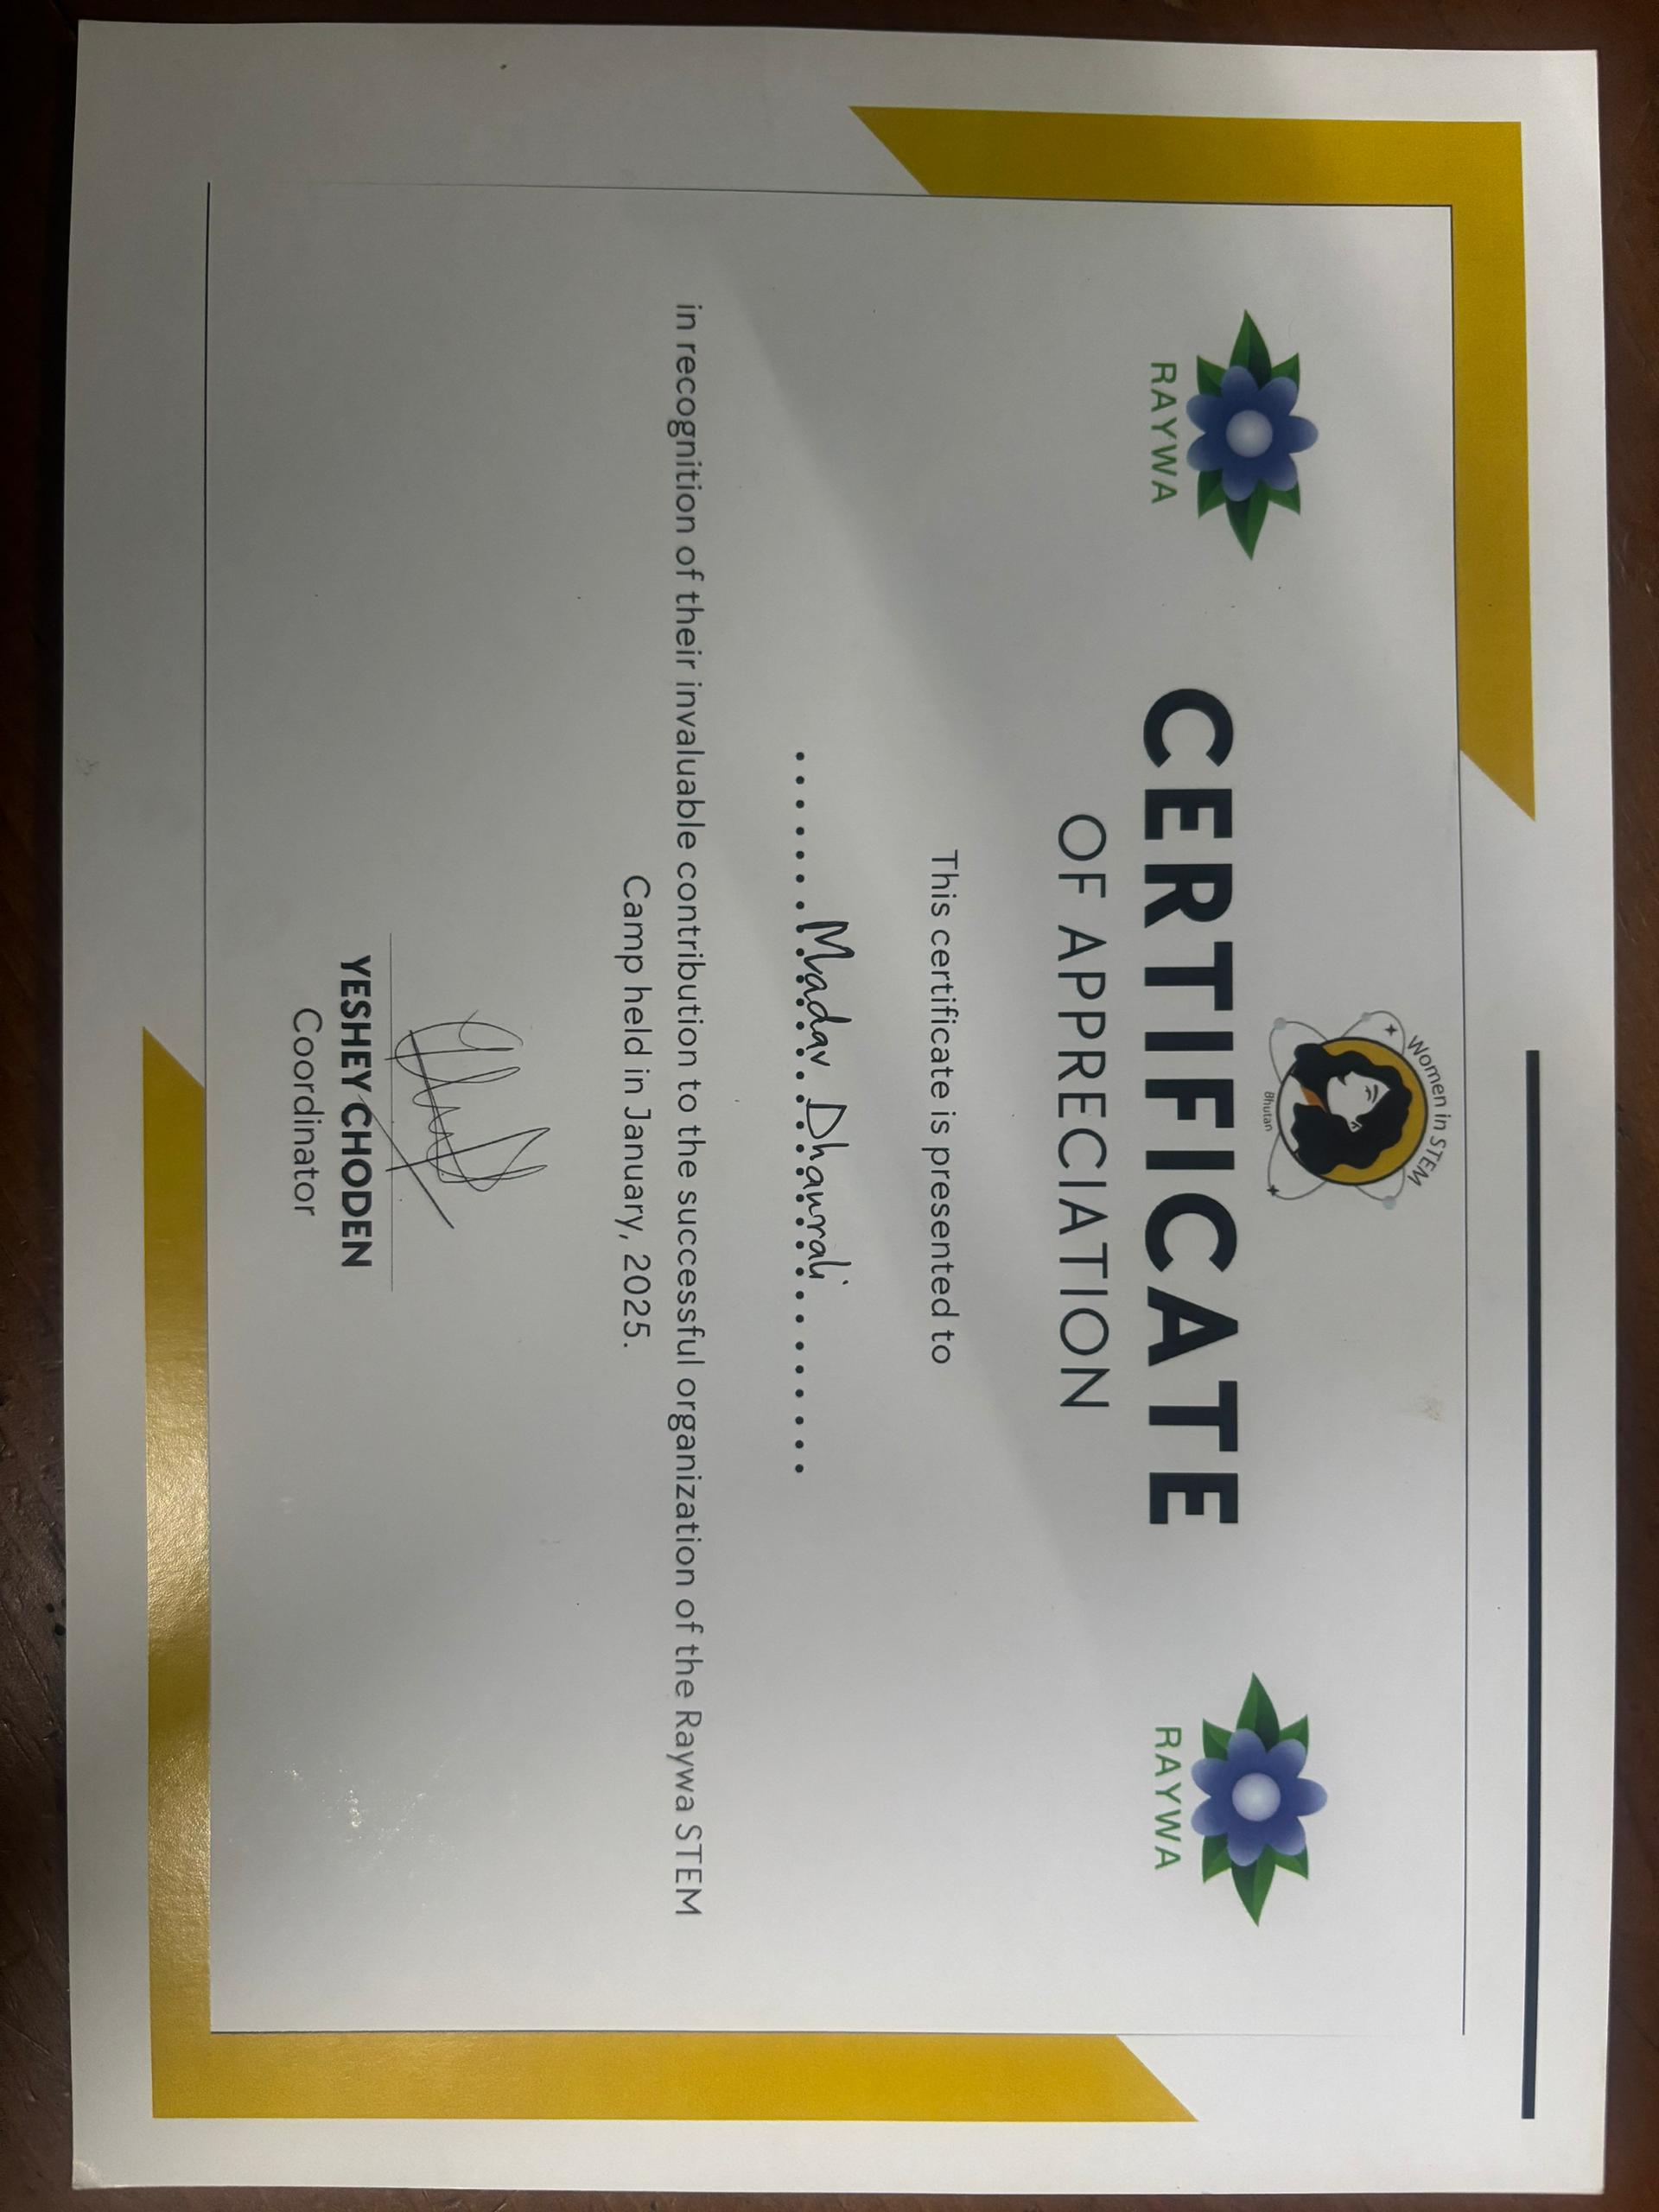 Women in STEM
Bhutan
RAYWA
RAYWA
CERTIFICATE
OF APPRECIATION
This certificate is presented to
Madav Dhaurali
in recognition of their invaluable contribution to the successful organization of the Raywa STEM
Camp held in January, 2025.
YESHEY CHODEN
Coordinator